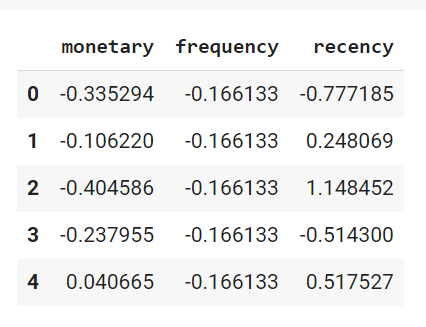 monetary frequency recency
0 -0.335294 -0.166133 -0.777185
1 -0.106220 -0.166133 0.248069
2 -0.404586 -0.166133 1.148452
3 -0.237955 -0.166133 -0.514300
4 0.040665 -0.166133 0.517527